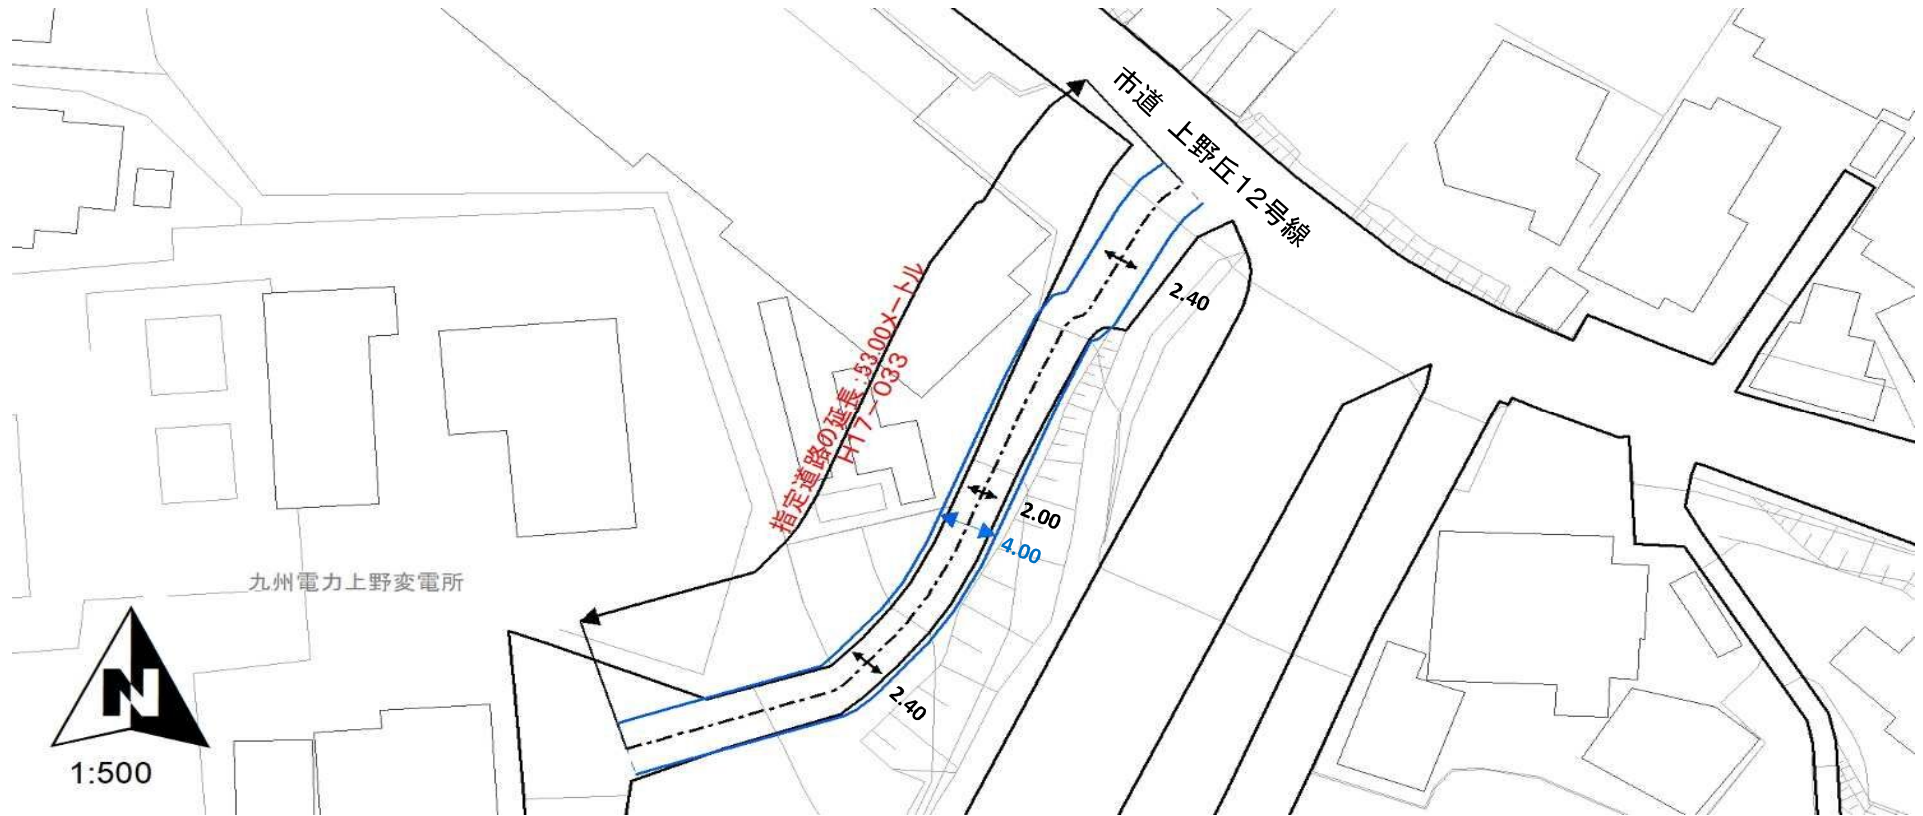 市道 上野丘12号線
2.40
指定道路の延長:53.00メートル
H17-033
2.00
4.00
九州電力上野変電所
2.40
N
1:500